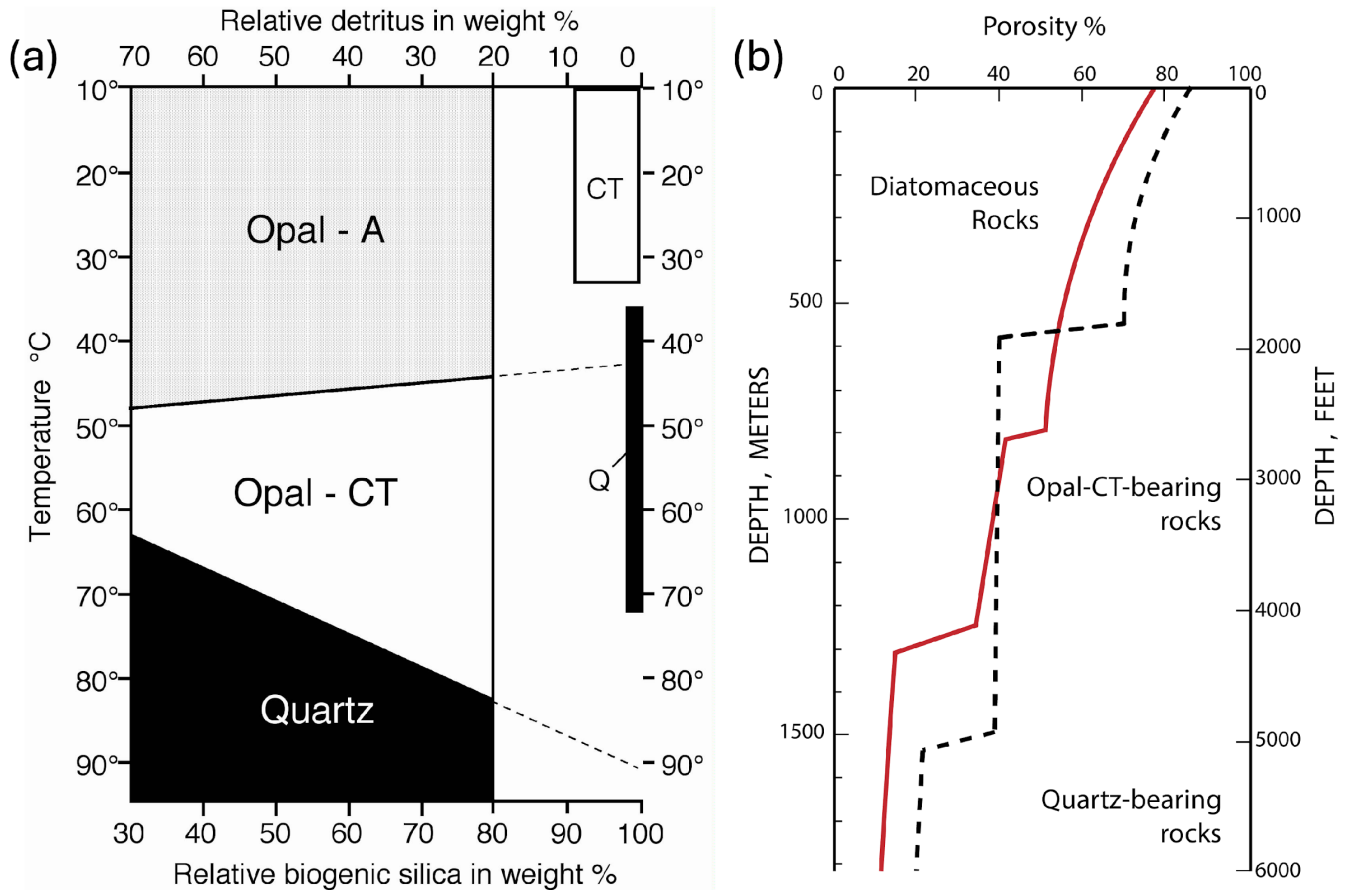 (a)
Relative detritus in weight %
70 60 50 40 30 20 10 0
Temperature °C
10°
20°
30°
40°
50°
60°
70°
80°
90°
Opal - A
Opal - CT
Quartz
CT
Q
10°
20°
30°
40°
50°
60°
70°
80°
90°
30 40 50 60 70 80 90 100
Relative biogenic silica in weight %
(b)
Porosity %
0 20 40 60 80 100
DEPTH , METERS
0
500
1000
1500
Diatomaceous
Rocks
Opal-CT-bearing
rocks
Quartz-bearing
rocks
0
1000
2000
3000
4000
5000
6000
DEPTH , FEET